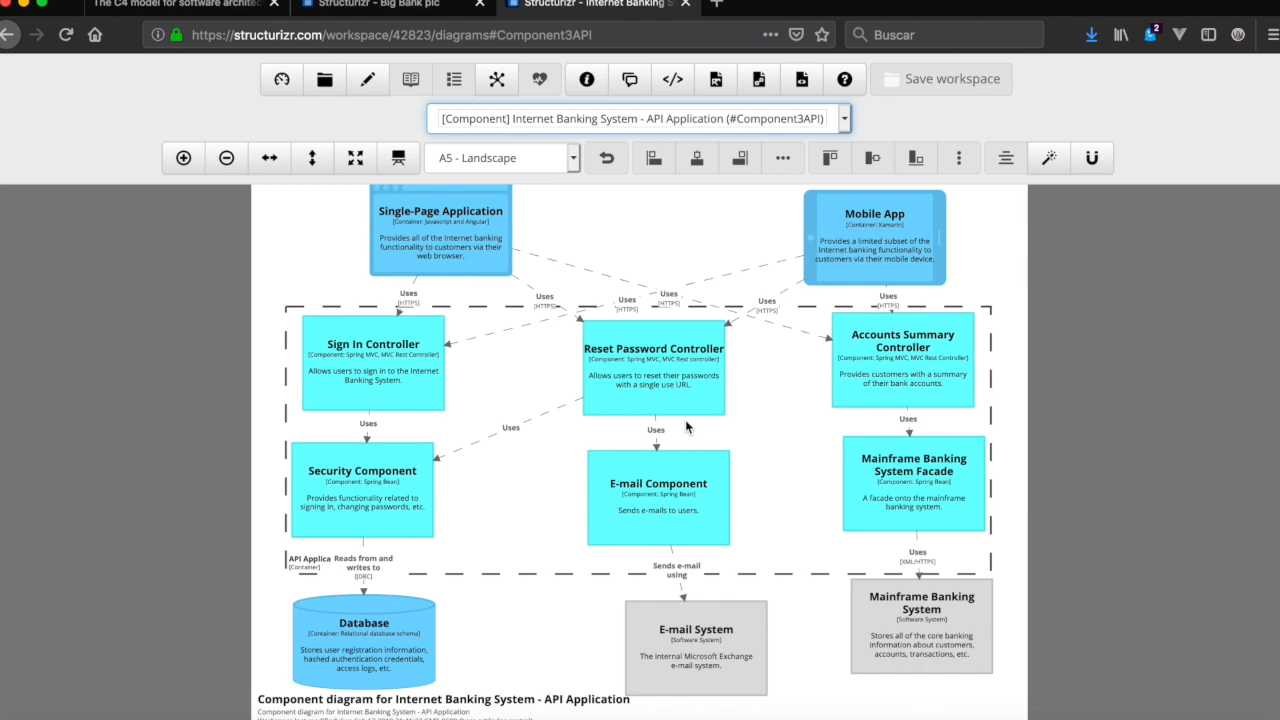 The C4 model for software architec
Structurizr - Big Bank plc
Structurizr - Internet Banking S
https://structurizr.com/workspace/42823/diagrams#Component3API
Buscar
2
Save workspace
[Component] Internet Banking System - API Application (#Component3API)
A5 - Landscape
Single-Page Application
[Container: Javascript and Angular]
Provides all of the Internet banking
functionality to customers via their
web browser.
Mobile App
[Container: Xamarin]
Provides a limited subset of the
Internet banking functionality to
customers via their mobile device.
Uses
[HTTPS]
Uses
[HTTPS]
Uses
[HTTPS]
Uses
[HTTPS]
Uses
[HTTPS]
Uses
[HTTPS]
Sign In Controller
[Component: Spring MVC, MVC Rest Controller]
Allows users to sign in to the Internet
Banking System.
Reset Password Controller
[Component: Spring MVC, MVC Rest controller]
Allows users to reset their passwords
with a single use URL.
Accounts Summary
Controller
[Component: Spring MVC, MVC Rest Controller]
Provides customers with a summary
of their bank accounts.
Uses
Uses
Uses
Uses
Security Component
[Component: Spring Bean]
Provides functionality related to
signing in, changing passwords, etc.
E-mail Component
[Component: Spring Bean]
Sends e-mails to users.
Mainframe Banking
System Facade
[Component: Spring Bean]
A facade onto the mainframe
banking system.
API Applica
[Container]
Reads from and
writes to
[JDBC]
Sends e-mail
using
Uses
[XML/HTTPS]
Database
[Container: Relational database schema]
Stores user registration information,
hashed authentication credentials,
access logs, etc.
E-mail System
[Software System]
The internal Microsoft Exchange
e-mail system.
Mainframe Banking
System
[Software System]
Stores all of the core banking
information about customers,
accounts, transactions, etc.
Component diagram for Internet Banking System - API Application
Component diagram for Internet Banking System - API Application